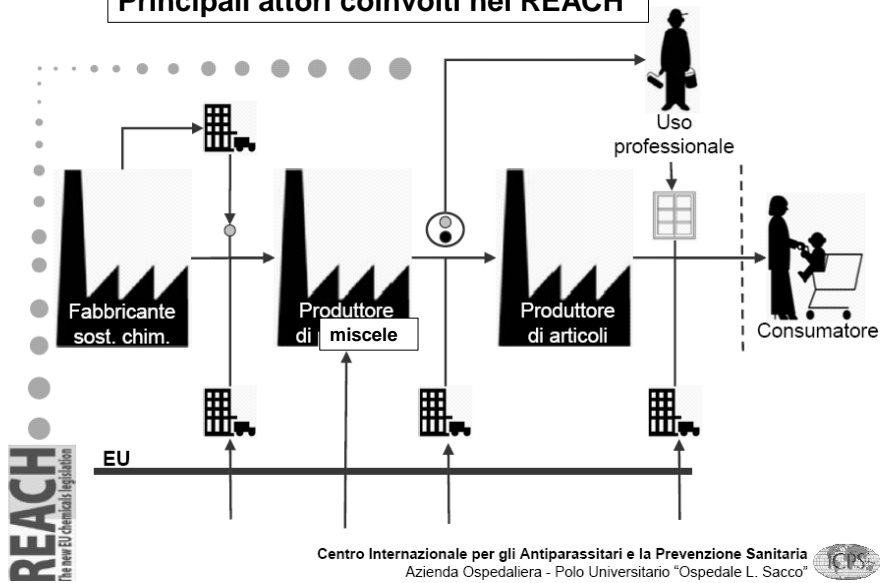 Principali attori coinvolti nel REACH
Uso
professionale
Fabbricante
sost. chim.
Produttore
di
miscele
Produttore
di articoli
Consumatore
EU
REACH
The new EU chemicals legislation
Centro Internazionale per gli Antiparassitari e la Prevenzione Sanitaria
Azienda Ospedaliera - Polo Universitario “Ospedale L. Sacco”
ICPS